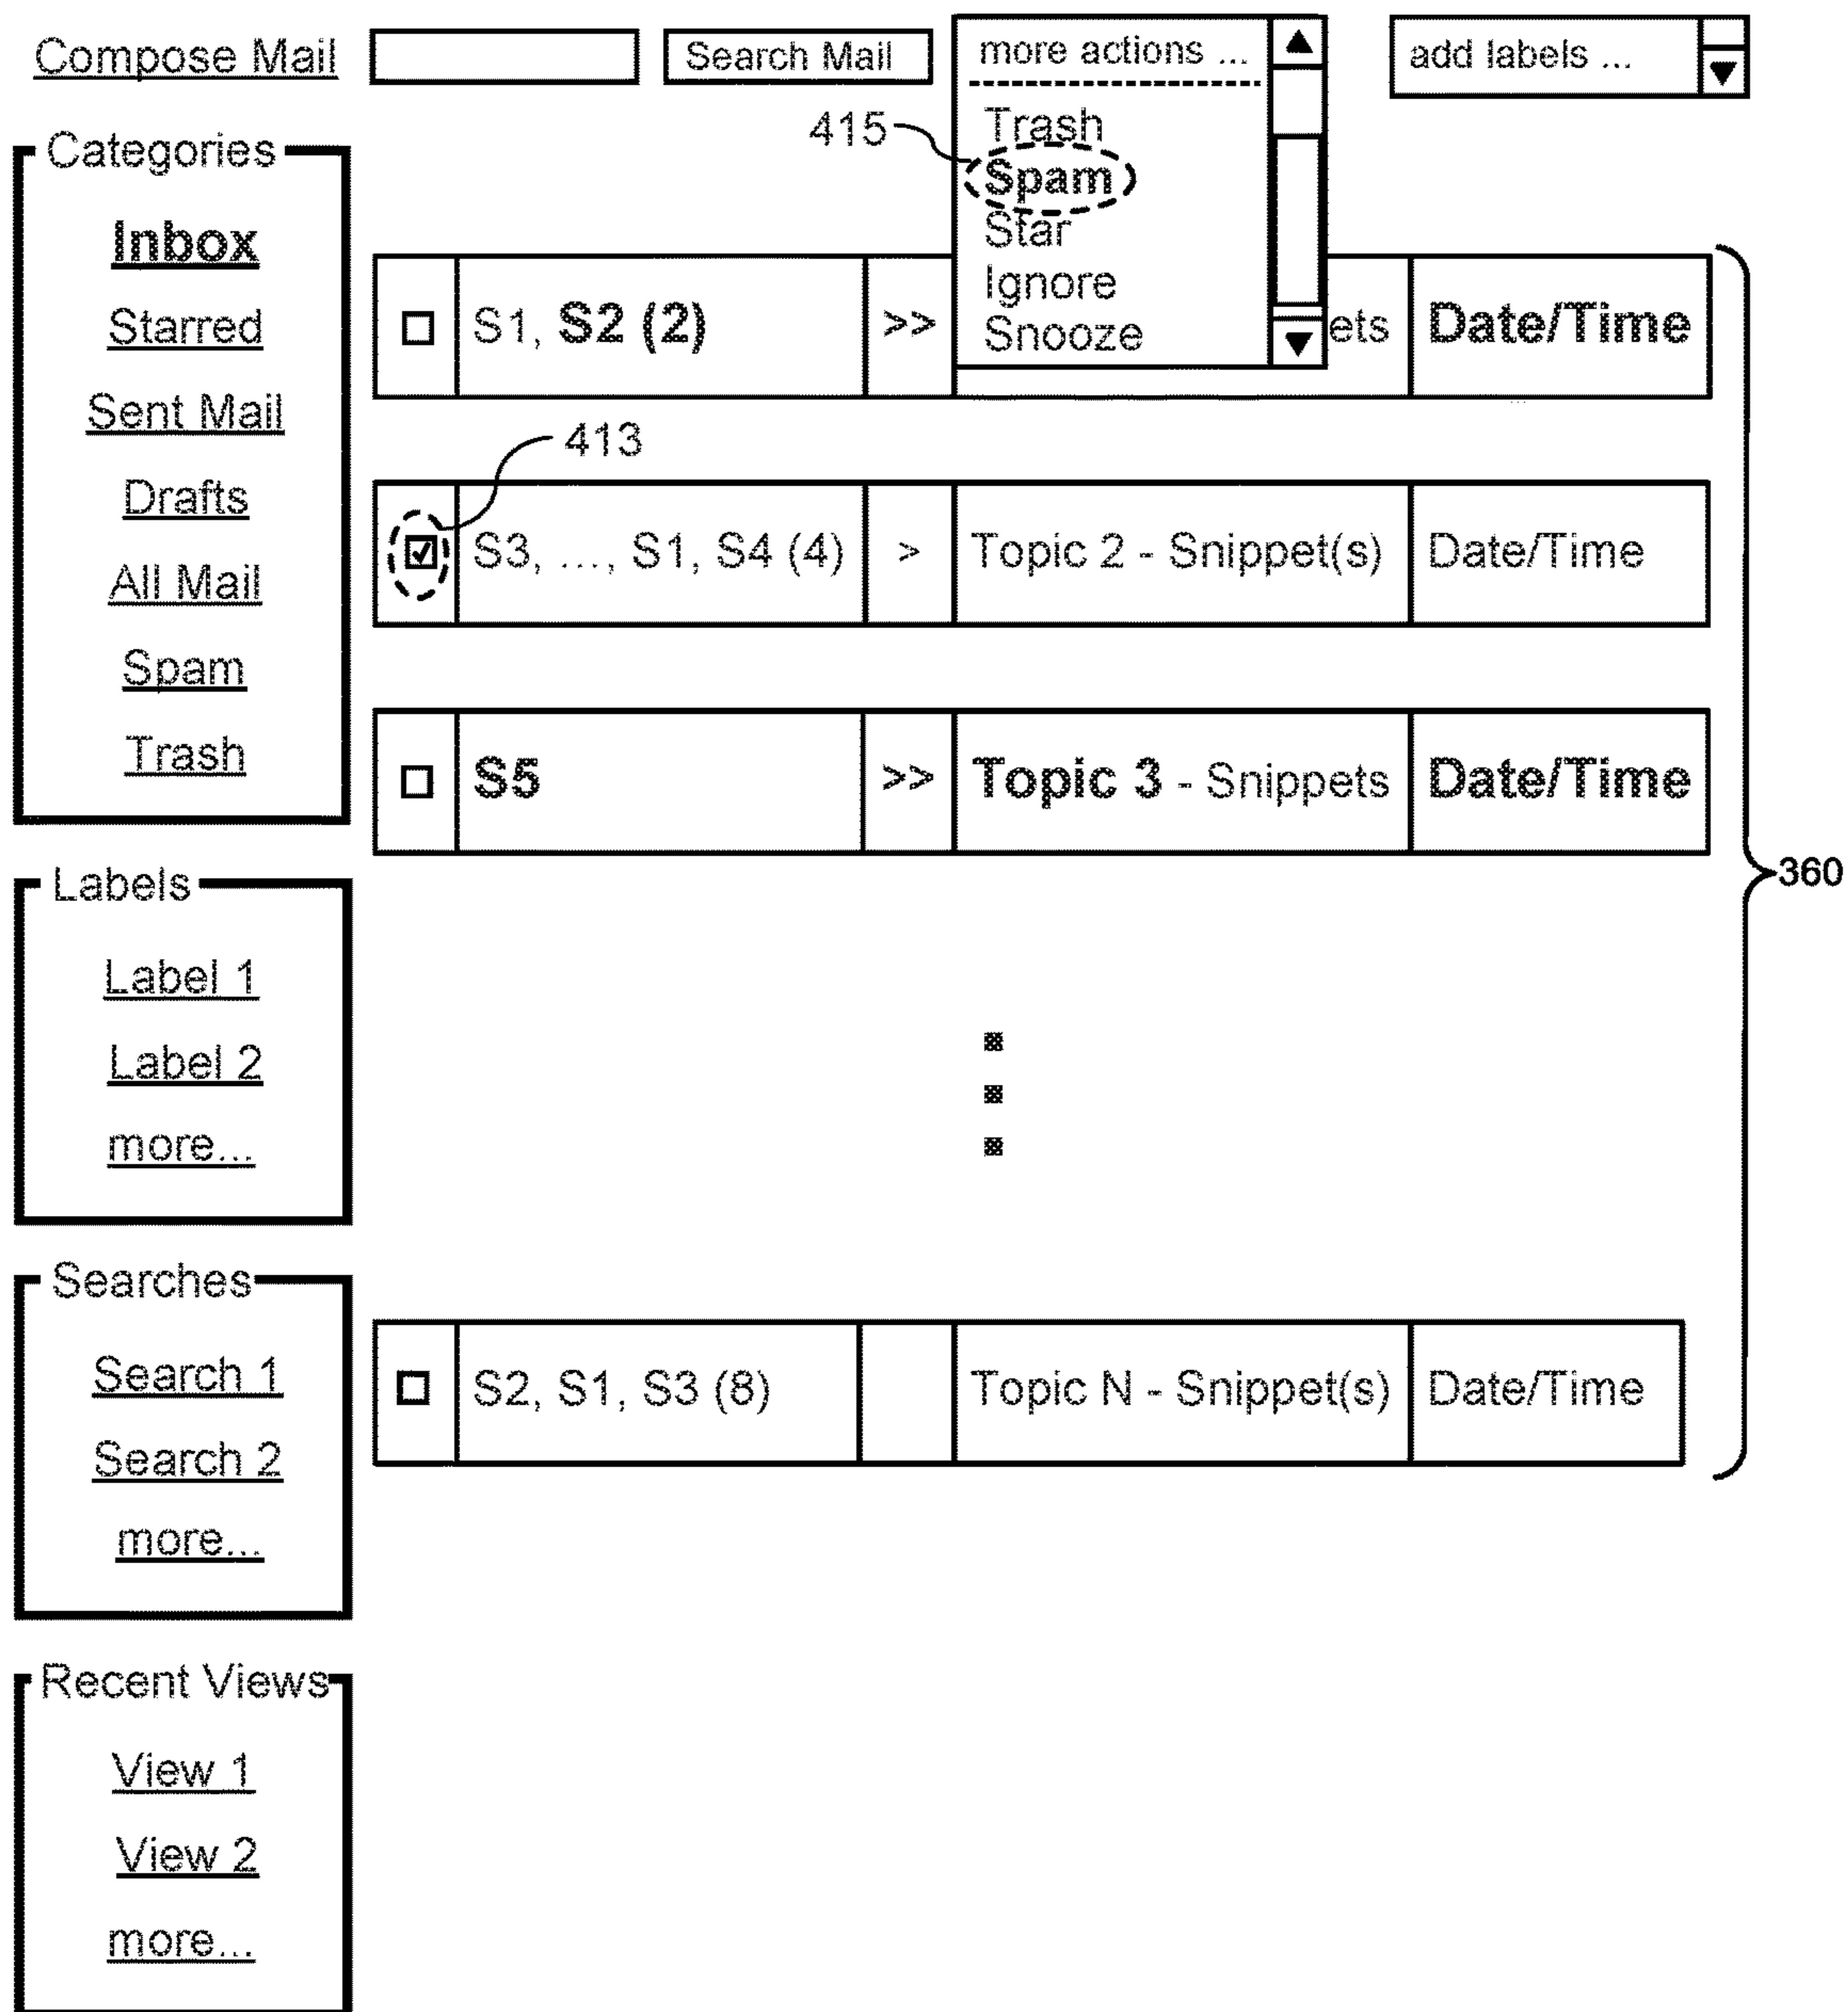 Compose Mail
Search Mail
more actions ...
add labels ...
415
Trash
Spam
Star
Ignore
Snooze
Categories
Inbox
Starred
Sent Mail
Drafts
All Mail
Spam
Trash
S1, S2 (2) >> ets Date/Time
413
S3, ..., S1, S4 (4) > Topic 2 - Snippet(s) Date/Time
S5 >> Topic 3 - Snippets Date/Time
360
Labels
Label 1
Label 2
more...
Searches
Search 1
Search 2
more...
S2, S1, S3 (8) Topic N - Snippet(s) Date/Time
Recent Views
View 1
View 2
more...